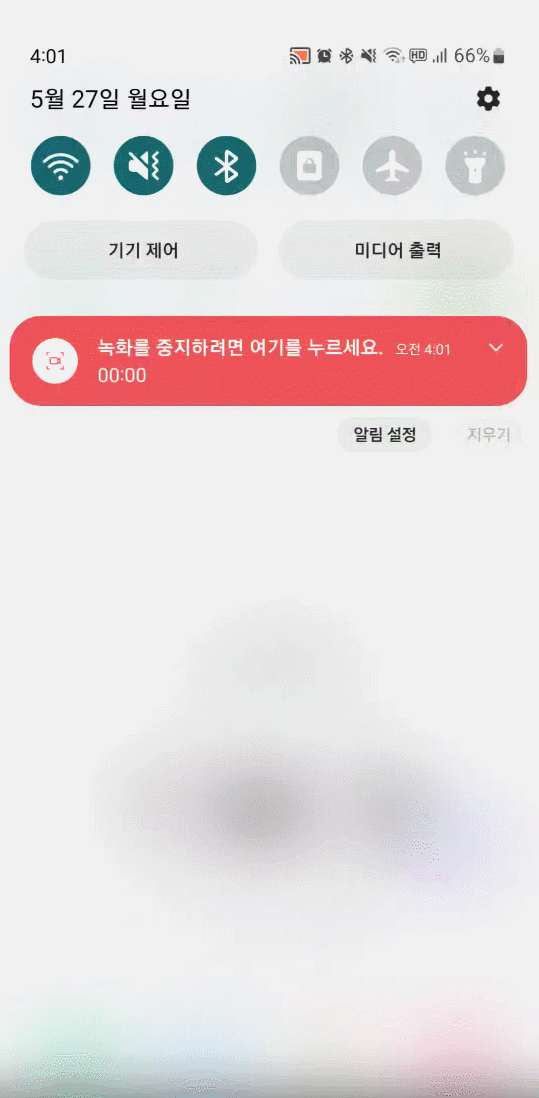 4:01 HD 66%
5월 27일 월요일
기기 제어 미디어 출력
녹화를 중지하려면 여기를 누르세요. 오전 4:01
00:00
알림 설정 지우기